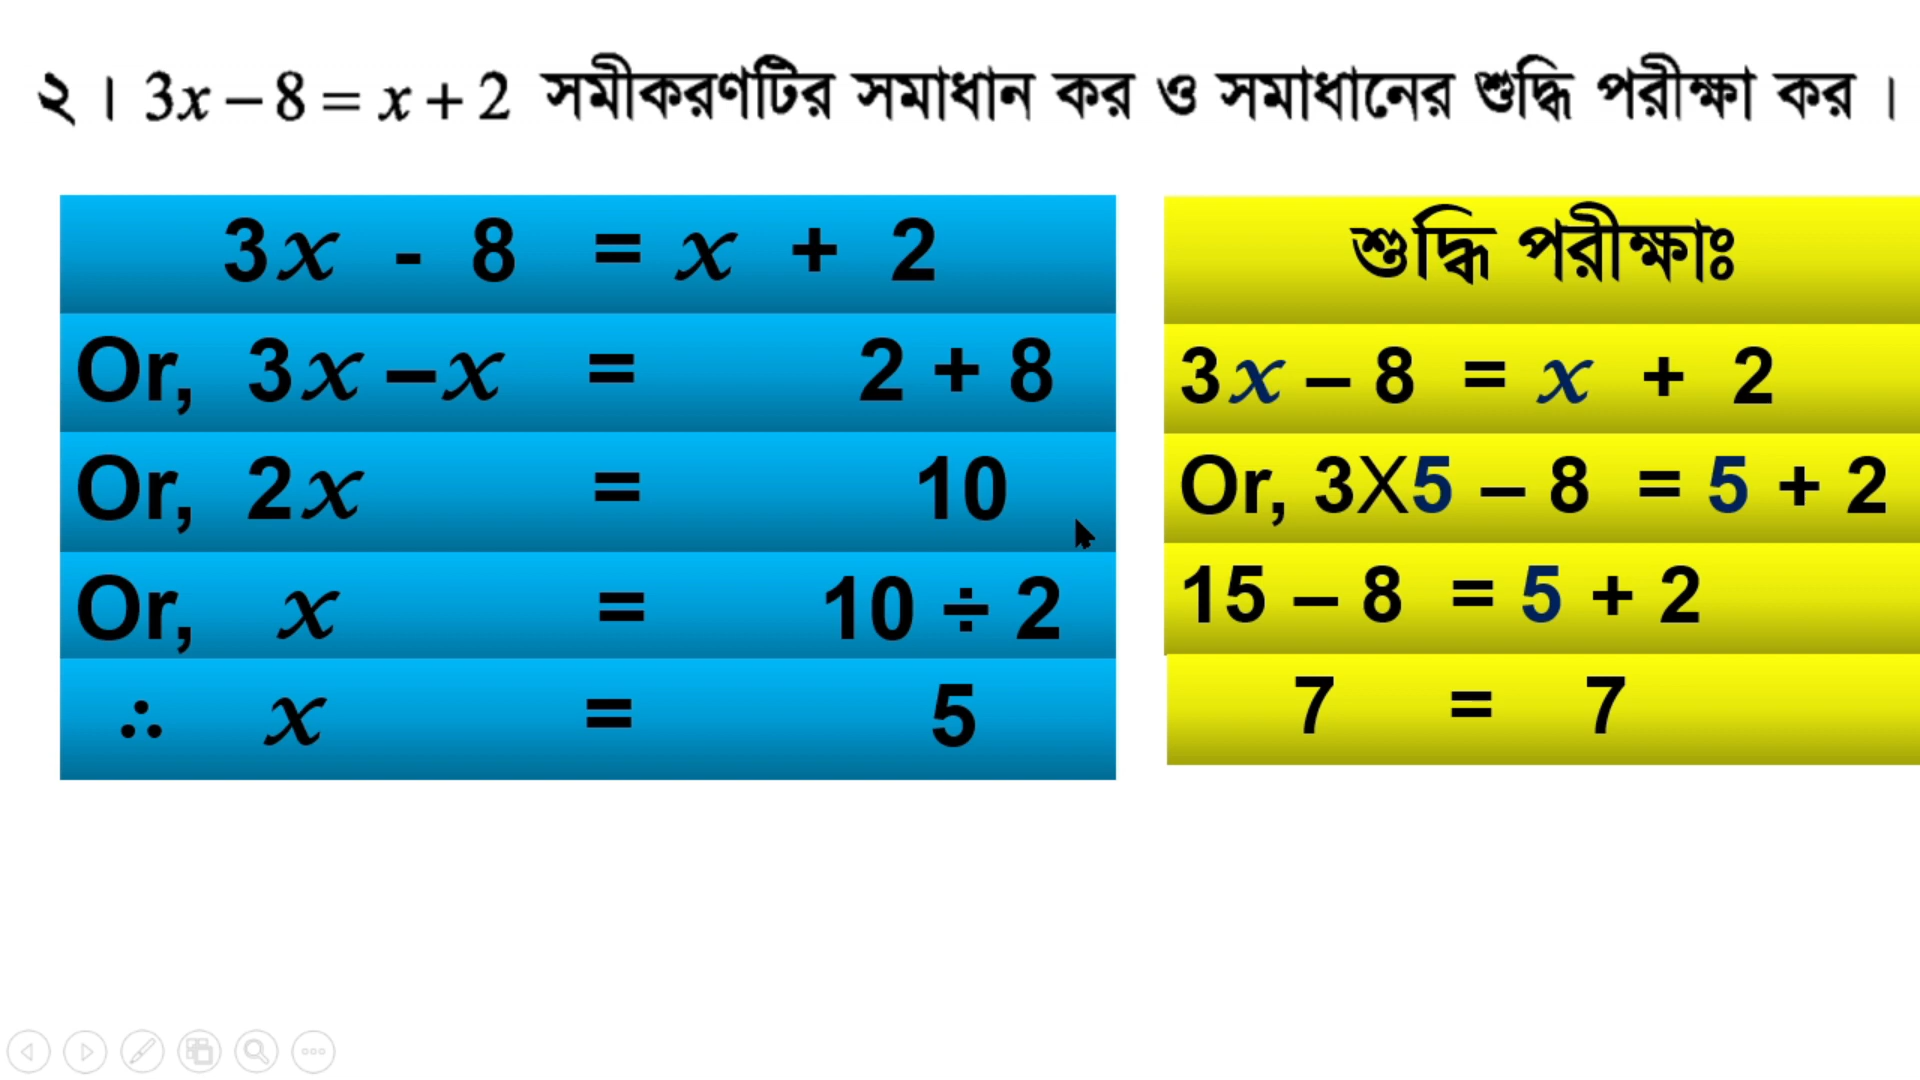 ২। 3x – 8 = x + 2 সমীকরণটির সমাধান কর ও সমাধানের শুদ্ধি পরীক্ষা কর।
3x - 8 = x + 2
Or, 3x – x = 2 + 8
Or, 2x = 10
Or, x = 10 ÷ 2
∴ x = 5
শুদ্ধি পরীক্ষাঃ
3x – 8 = x + 2
Or, 3X5 – 8 = 5 + 2
15 – 8 = 5 + 2
7 = 7